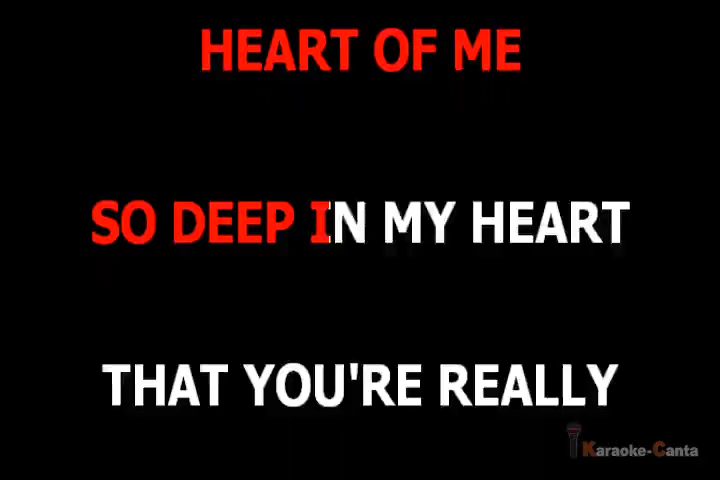 HEART OF ME
SO DEEP IN MY HEART
THAT YOU'RE REALLY
Karaoke-Canta